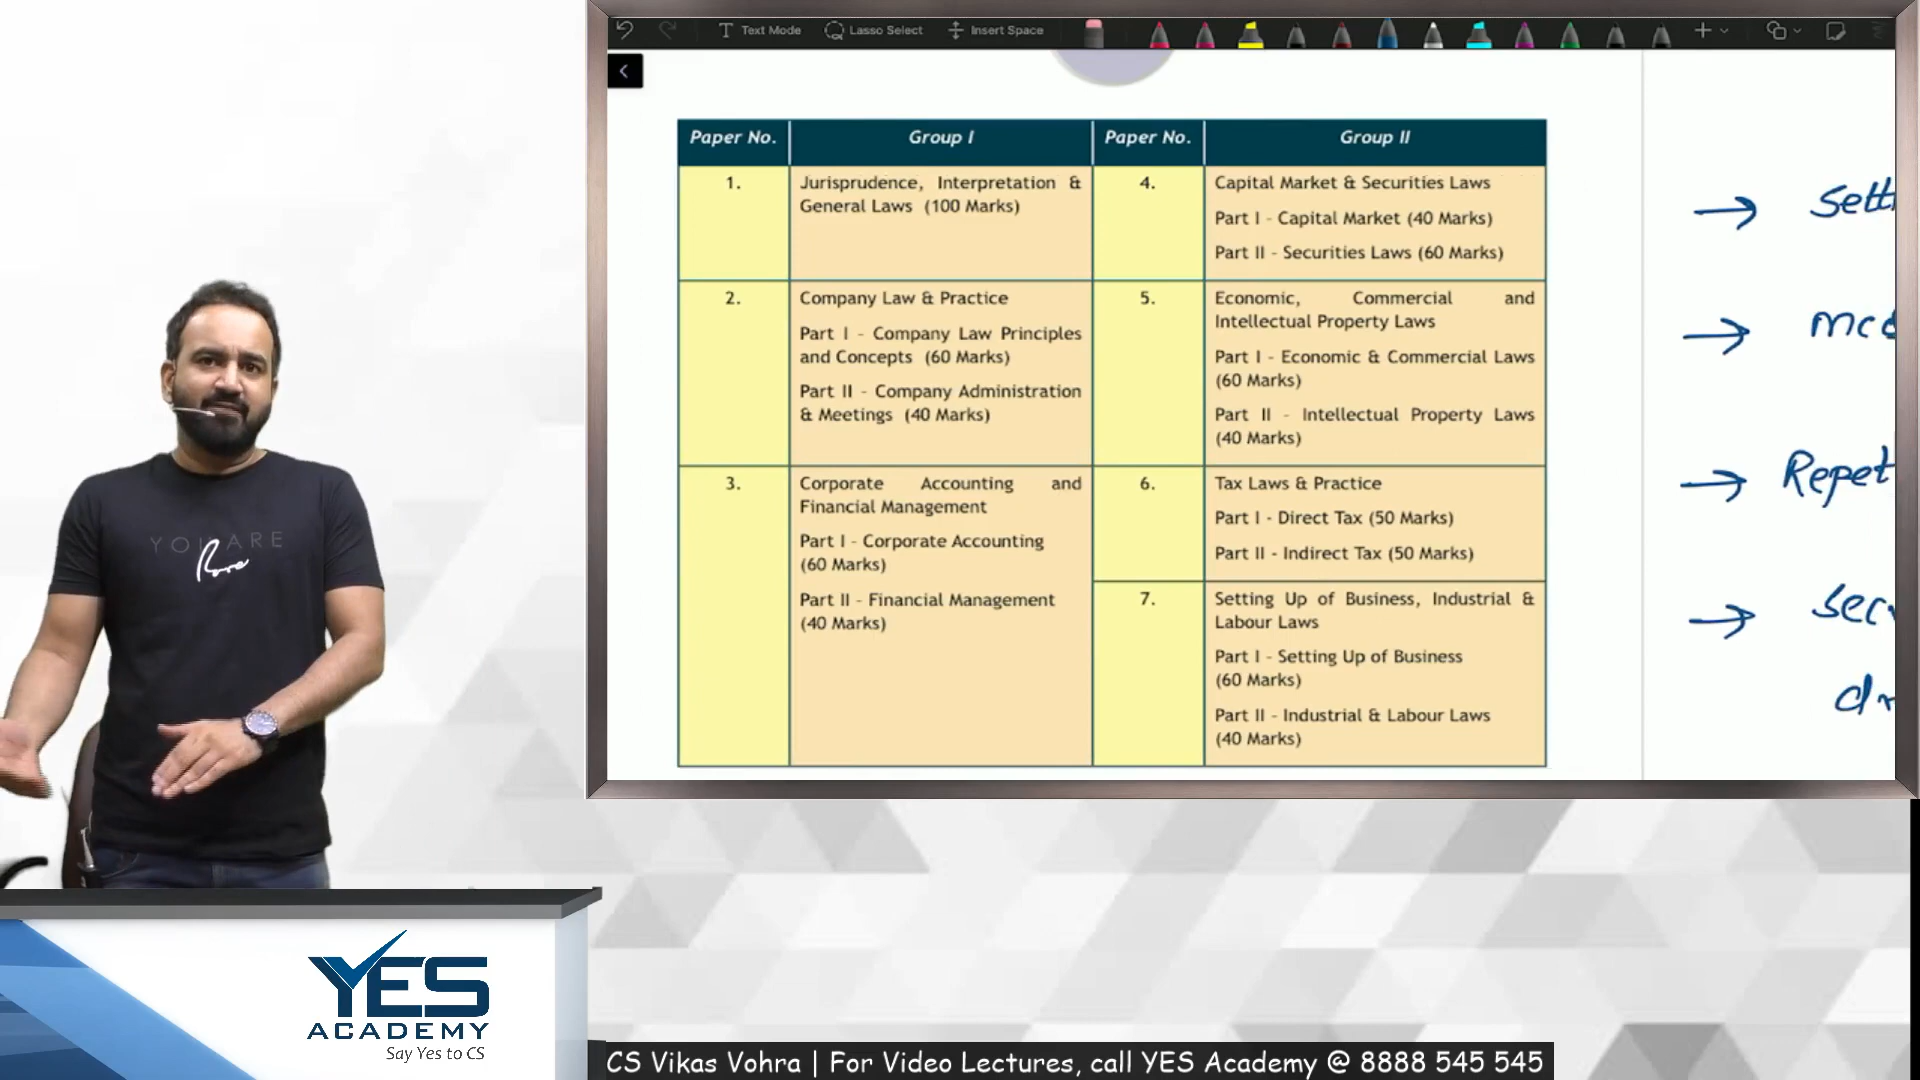 Text Mode
Lasso Select
Insert Space
Paper No.
Group I
Paper No.
Group II
1.
Jurisprudence, Interpretation &
General Laws (100 Marks)
4.
Capital Market & Securities Laws
Part I - Capital Market (40 Marks)
Part II - Securities Laws (60 Marks)
2.
Company Law & Practice
Part I - Company Law Principles
and Concepts (60 Marks)
Part II - Company Administration
& Meetings (40 Marks)
5.
Economic, Commercial and
Intellectual Property Laws
Part I - Economic & Commercial Laws
(60 Marks)
Part II - Intellectual Property Laws
(40 Marks)
3.
Corporate Accounting and
Financial Management
Part I - Corporate Accounting
(60 Marks)
Part II - Financial Management
(40 Marks)
6.
Tax Laws & Practice
Part I - Direct Tax (50 Marks)
Part II - Indirect Tax (50 Marks)
7.
Setting Up of Business, Industrial &
Labour Laws
Part I - Setting Up of Business
(60 Marks)
Part II - Industrial & Labour Laws
(40 Marks)
Repet
YOU ARE
YES
ACADEMY
Say Yes to CS
CS Vikas Vohra | For Video Lectures, call YES Academy @ 8888 545 545